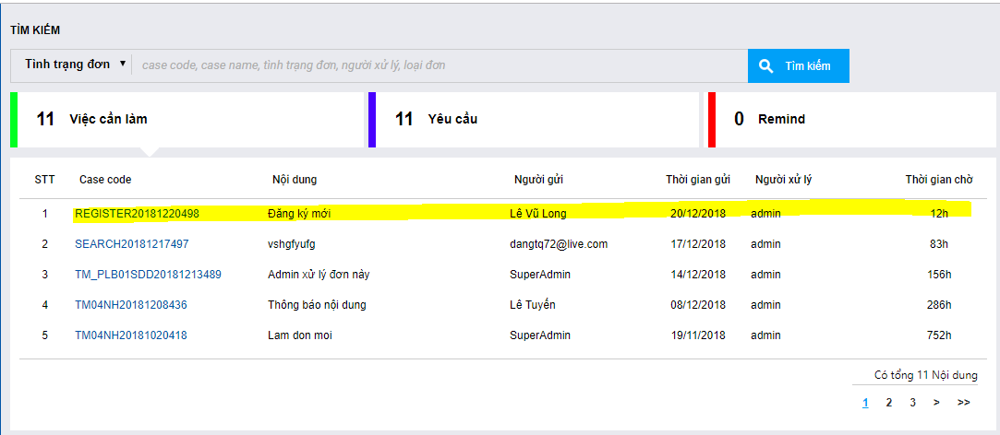 TÌM KIẾM
Tình trạng đơn ▼ case code, case name, tình trạng đơn, người xử lý, loại đơn Tìm kiếm
11 Việc cần làm 11 Yêu cầu 0 Remind
STT Case code Nội dung Người gửi Thời gian gửi Người xử lý Thời gian chờ
1 REGISTER20181220498 Đăng ký mới Lê Vũ Long 20/12/2018 admin 12h
2 SEARCH20181217497 vshgfyufg dangtq72@live.com 17/12/2018 admin 83h
3 TM_PLB01SDD20181213489 Admin xử lý đơn này SuperAdmin 14/12/2018 admin 156h
4 TM04NH20181208436 Thông báo nội dung Lê Tuyến 08/12/2018 admin 286h
5 TM04NH20181020418 Lam don moi SuperAdmin 19/11/2018 admin 752h
Có tổng 11 Nội dung
1 2 3 > >>